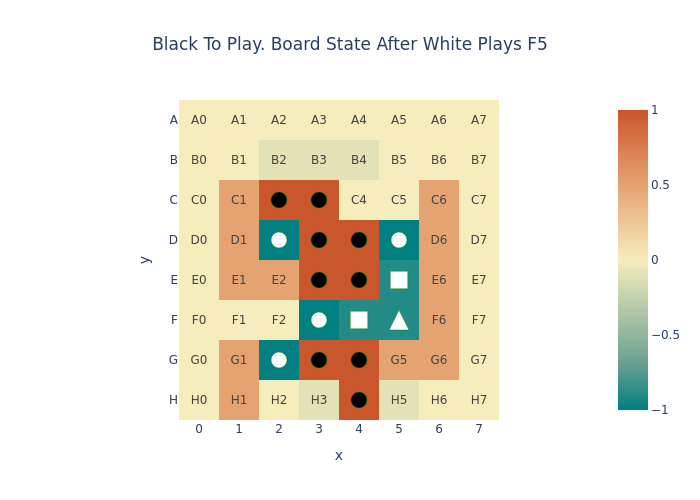 Black To Play. Board State After White Plays F5
A A0 A1 A2 A3 A4 A5 A6 A7
B B0 B1 B2 B3 B4 B5 B6 B7
C C0 C1 C4 C5 C6 C7
D D0 D1 D6 D7
E E0 E1 E2 E6 E7
F F0 F1 F2 F6 F7
G G0 G1 G5 G6 G7
H H0 H1 H2 H3 H5 H6 H7
0 1 2 3 4 5 6 7
x
y
1
0.5
0
−0.5
−1